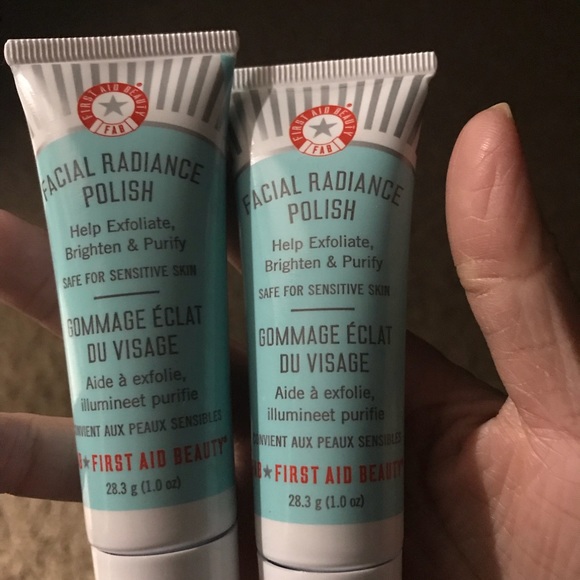 FIRST AID BEAUTY
FAB
FACIAL RADIANCE
POLISH
Help Exfoliate,
Brighten & Purify
SAFE FOR SENSITIVE SKIN
GOMMAGE ÉCLAT
DU VISAGE
Aide à exfolie,
illumineet purifie
CONVIENT AUX PEAUX SENSIBLES
FAB★FIRST AID BEAUTY®
28.3 g (1.0 oz)
FIRST AID BEAUTY
FAB
FACIAL RADIANCE
POLISH
Help Exfoliate,
Brighten & Purify
SAFE FOR SENSITIVE SKIN
GOMMAGE ÉCLAT
DU VISAGE
Aide à exfolie,
illumineet purifie
CONVIENT AUX PEAUX SENSIBLES
FAB★FIRST AID BEAUTY®
28.3 g (1.0 oz)